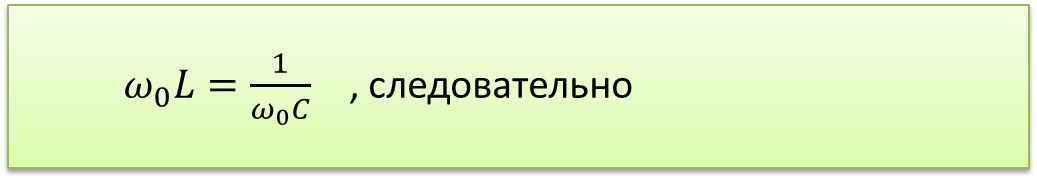 ω₀L = 1/(ω₀C) , следовательно